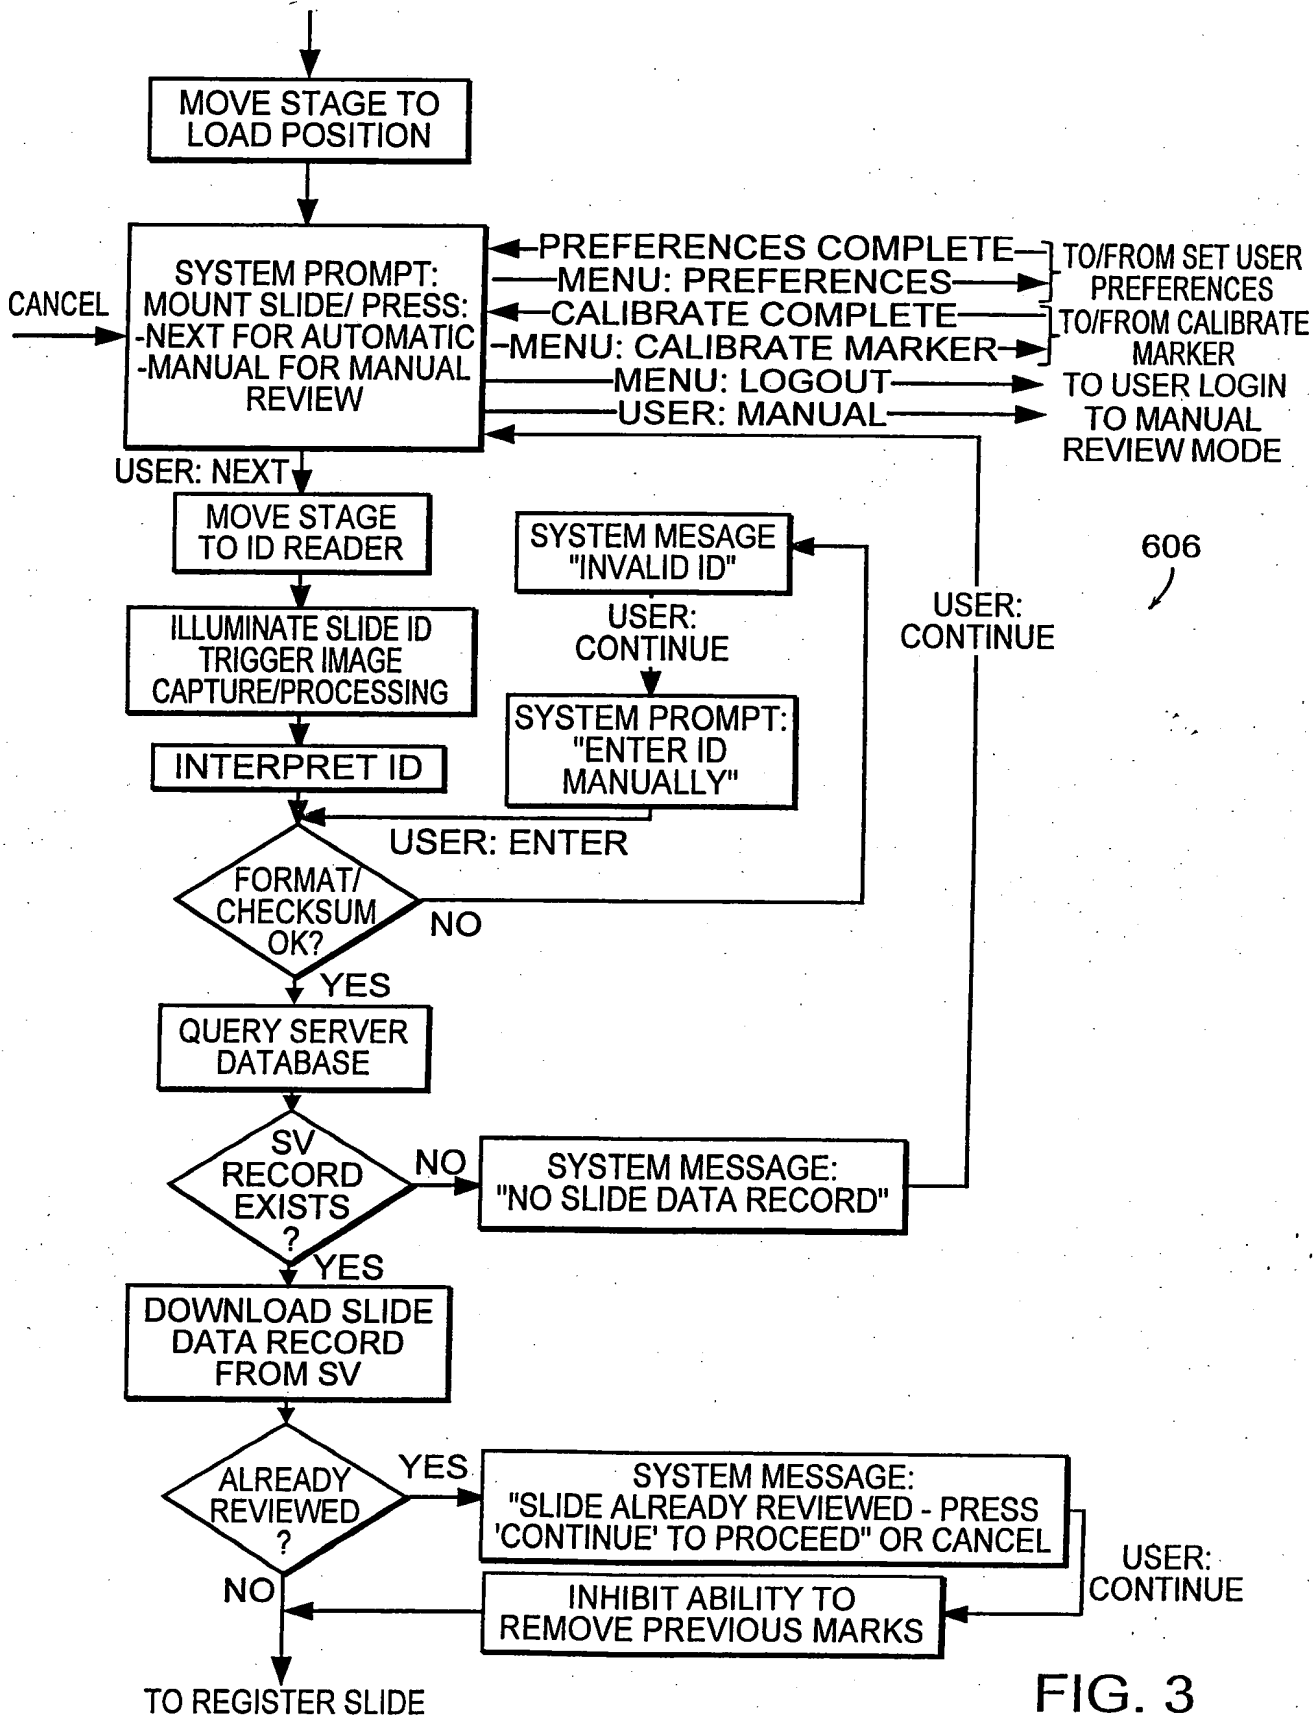 MOVE STAGE TO
LOAD POSITION
SYSTEM PROMPT:
MOUNT SLIDE/ PRESS:
-NEXT FOR AUTOMATIC
-MANUAL FOR MANUAL
REVIEW
CANCEL
PREFERENCES COMPLETE
MENU: PREFERENCES
CALIBRATE COMPLETE
MENU: CALIBRATE MARKER
MENU: LOGOUT
USER: MANUAL
TO/FROM SET USER
PREFERENCES
TO/FROM CALIBRATE
MARKER
TO USER LOGIN
TO MANUAL
REVIEW MODE
USER: NEXT
MOVE STAGE
TO ID READER
SYSTEM MESAGE
"INVALID ID"
606
USER:
CONTINUE
USER:
CONTINUE
ILLUMINATE SLIDE ID
TRIGGER IMAGE
CAPTURE/PROCESSING
SYSTEM PROMPT:
"ENTER ID
MANUALLY"
INTERPRET ID
USER: ENTER
FORMAT/
CHECKSUM
OK?
NO
YES
QUERY SERVER
DATABASE
SV
RECORD
EXISTS
?
NO
SYSTEM MESSAGE:
"NO SLIDE DATA RECORD"
YES
DOWNLOAD SLIDE
DATA RECORD
FROM SV
ALREADY
REVIEWED
?
YES
SYSTEM MESSAGE:
"SLIDE ALREADY REVIEWED - PRESS
'CONTINUE' TO PROCEED" OR CANCEL
USER:
CONTINUE
NO
INHIBIT ABILITY TO
REMOVE PREVIOUS MARKS
TO REGISTER SLIDE
FIG. 3